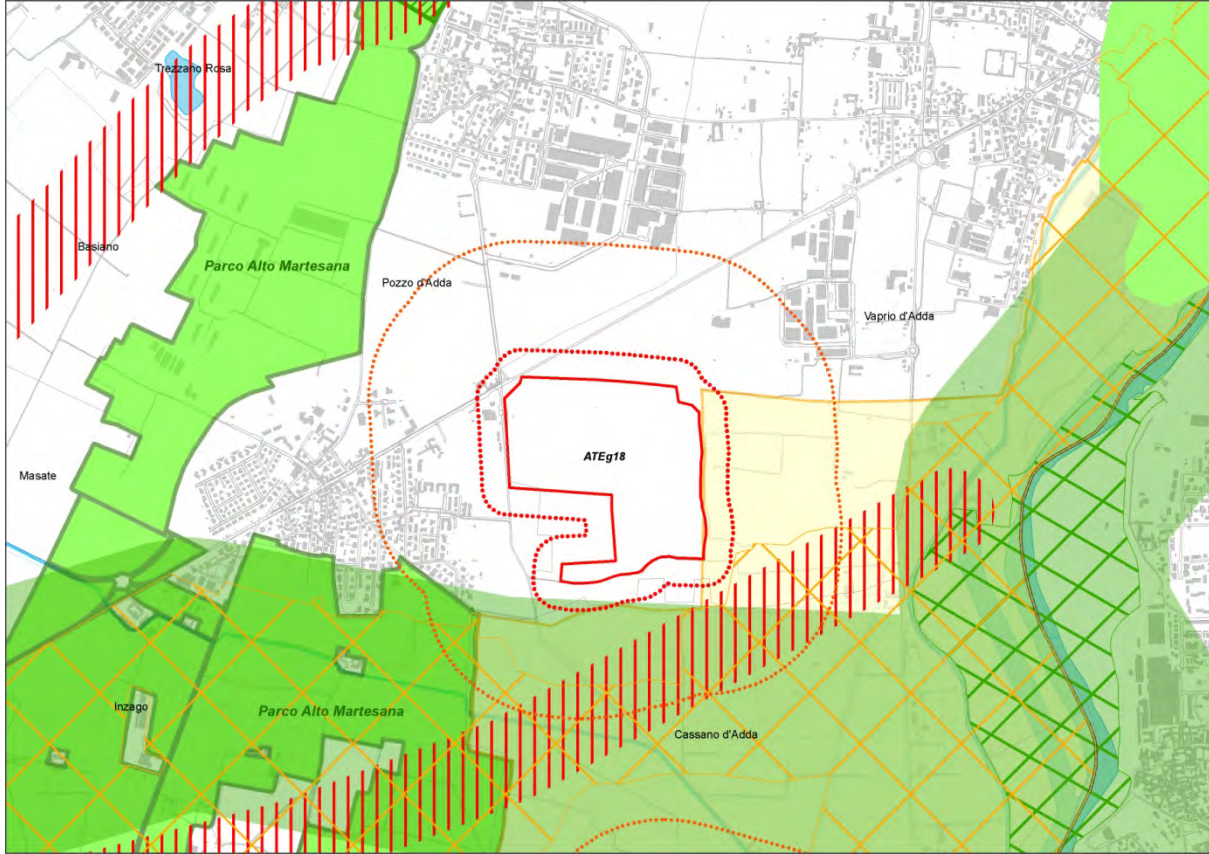 Trezzano Rosa
Basiano
Parco Alto Martesana
Pozzo d'Adda
Vaprio d'Adda
ATEg18
Masate
Inzago
Parco Alto Martesana
Cassano d'Adda